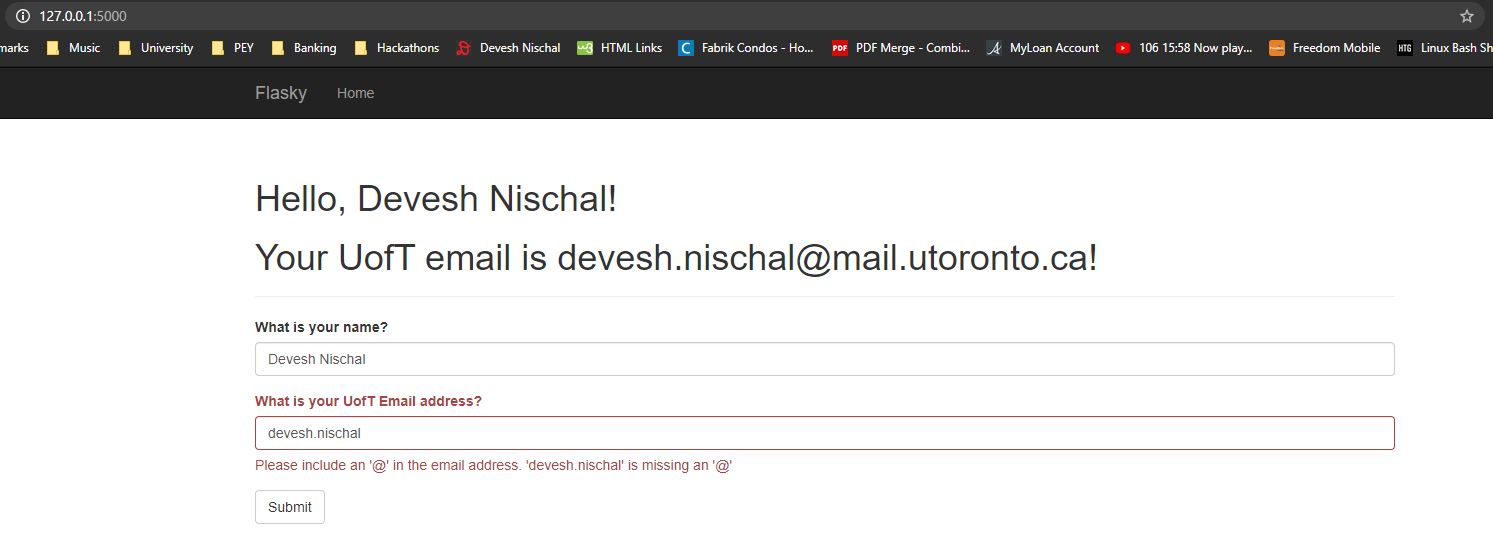 127.0.0.1:5000
marks Music University PEY Banking Hackathons Devesh Nischal HTML Links Fabrik Condos - Ho... PDF PDF Merge - Combi... MyLoan Account 106 15:58 Now play... Freedom Mobile HTG Linux Bash Sh
Flasky Home
Hello, Devesh Nischal!
Your UofT email is devesh.nischal@mail.utoronto.ca!
What is your name?
Devesh Nischal
What is your UofT Email address?
devesh.nischal
Please include an '@' in the email address. 'devesh.nischal' is missing an '@'
Submit